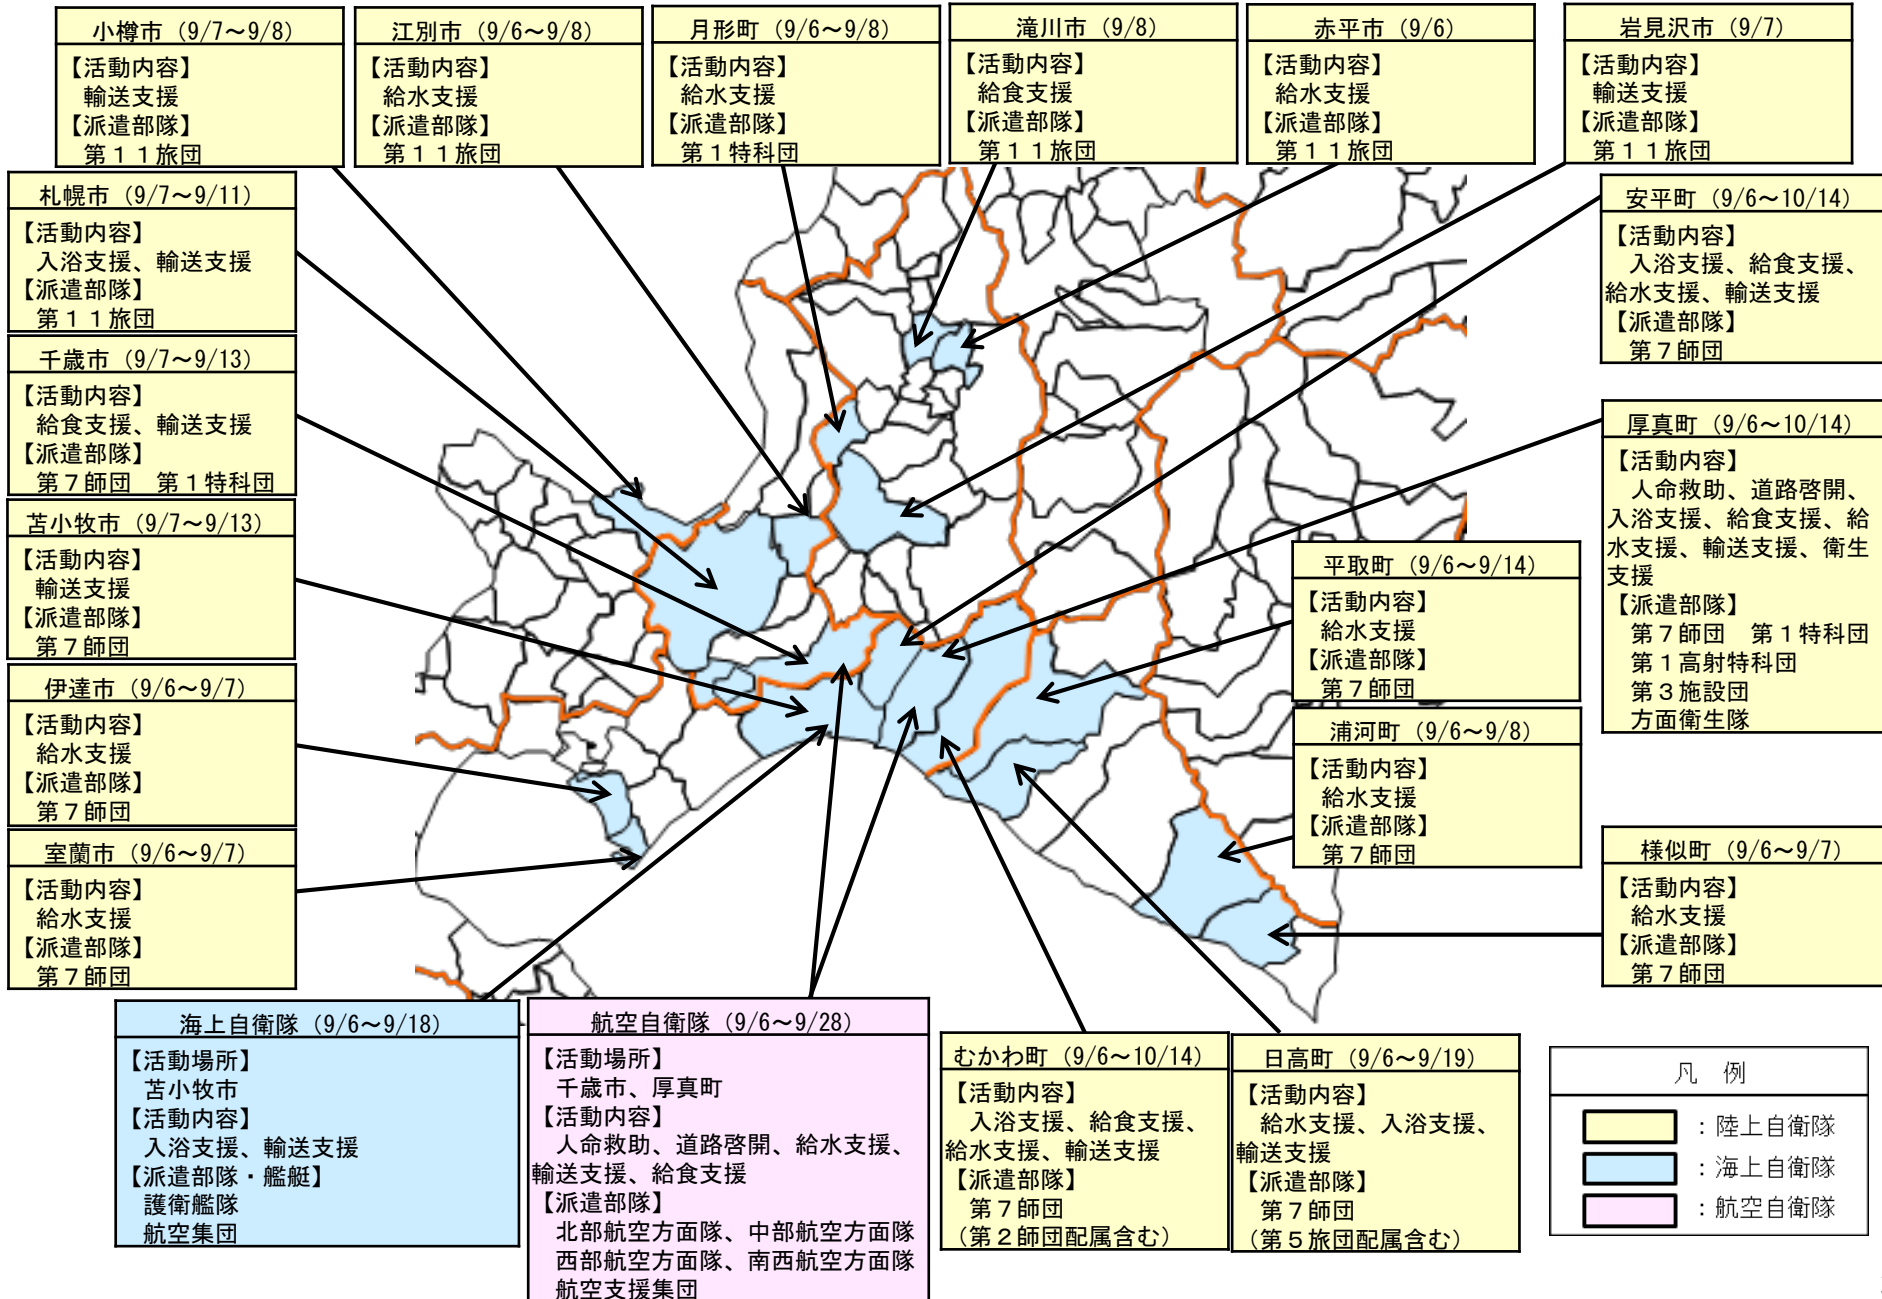 小樽市（9/7～9/8）
【活動内容】
輸送支援
【派遣部隊】
第１１旅団
江別市（9/6～9/8）
【活動内容】
給水支援
【派遣部隊】
第１１旅団
月形町（9/6～9/8）
【活動内容】
給水支援
【派遣部隊】
第１特科団
滝川市（9/8）
【活動内容】
給食支援
【派遣部隊】
第１１旅団
赤平市（9/6）
【活動内容】
給水支援
【派遣部隊】
第１１旅団
岩見沢市（9/7）
【活動内容】
輸送支援
【派遣部隊】
第１１旅団
札幌市（9/7～9/11）
【活動内容】
入浴支援、輸送支援
【派遣部隊】
第１１旅団
安平町（9/6～10/14）
【活動内容】
入浴支援、給食支援、
給水支援、輸送支援
【派遣部隊】
第７師団
千歳市（9/7～9/13）
【活動内容】
給食支援、輸送支援
【派遣部隊】
第７師団　第１特科団
厚真町（9/6～10/14）
【活動内容】
人命救助、道路啓開、
入浴支援、給食支援、給
水支援、輸送支援、衛生
支援
【派遣部隊】
第７師団　第１特科団
第１高射特科団
第３施設団
方面衛生隊
苫小牧市（9/7～9/13）
【活動内容】
輸送支援
【派遣部隊】
第７師団
平取町（9/6～9/14）
【活動内容】
給水支援
【派遣部隊】
第７師団
伊達市（9/6～9/7）
【活動内容】
給水支援
【派遣部隊】
第７師団
浦河町（9/6～9/8）
【活動内容】
給水支援
【派遣部隊】
第７師団
室蘭市（9/6～9/7）
【活動内容】
給水支援
【派遣部隊】
第７師団
様似町（9/6～9/7）
【活動内容】
給水支援
【派遣部隊】
第７師団
海上自衛隊（9/6～9/18）
【活動場所】
苫小牧市
【活動内容】
入浴支援、輸送支援
【派遣部隊・艦艇】
護衛艦隊
航空集団
航空自衛隊（9/6～9/28）
【活動場所】
千歳市、厚真町
【活動内容】
人命救助、道路啓開、給水支援、
輸送支援、給食支援
【派遣部隊】
北部航空方面隊、中部航空方面隊
西部航空方面隊、南西航空方面隊
航空支援集団
むかわ町（9/6～10/14）
【活動内容】
入浴支援、給食支援、
給水支援、輸送支援
【派遣部隊】
第７師団
（第２師団配属含む）
日高町（9/6～9/19）
【活動内容】
給水支援、入浴支援、
輸送支援
【派遣部隊】
第７師団
（第５旅団配属含む）
凡　例
：陸上自衛隊
：海上自衛隊
：航空自衛隊